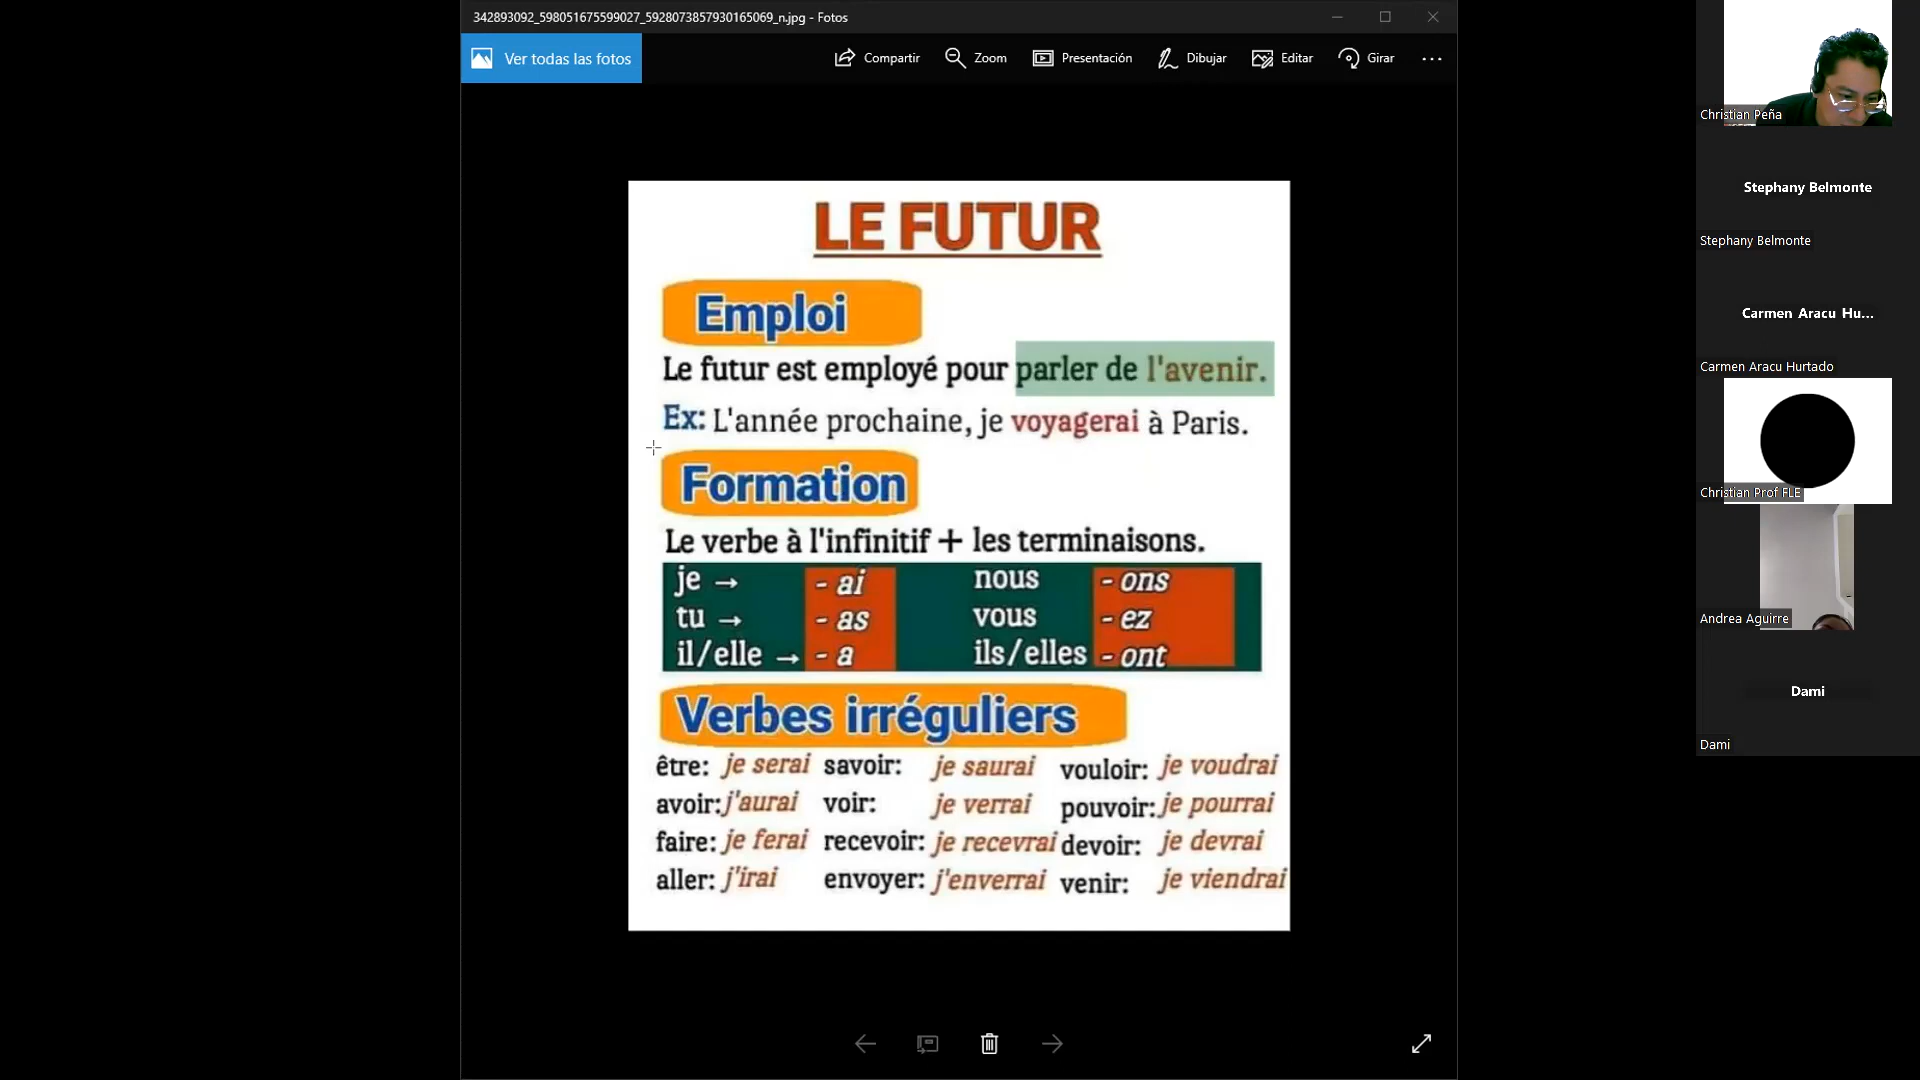 342893092_598051675599027_5928073857930165069_n.jpg - Fotos
Ver todas las fotos
Compartir
Zoom
Presentación
Dibujar
Editar
Girar
LE FUTUR
Emploi
Le futur est employé pour parler de l'avenir.
Ex: L'année prochaine, je voyagerai à Paris.
Formation
Le verbe à l'infinitif + les terminaisons.
je → - ai nous - ons
tu → - as vous - ez
il/elle → - a ils/elles - ont
Verbes irréguliers
être: je serai savoir: je saurai vouloir: je voudrai
avoir: j'aurai voir: je verrai pouvoir: je pourrai
faire: je ferai recevoir: je recevrai devoir: je devrai
aller: j'irai envoyer: j'enverrai venir: je viendrai
Christian Peña
Stephany Belmonte
Stephany Belmonte
Carmen Aracu Hu...
Carmen Aracu Hurtado
Christian Prof FLE
Andrea Aguirre
Dami
Dami